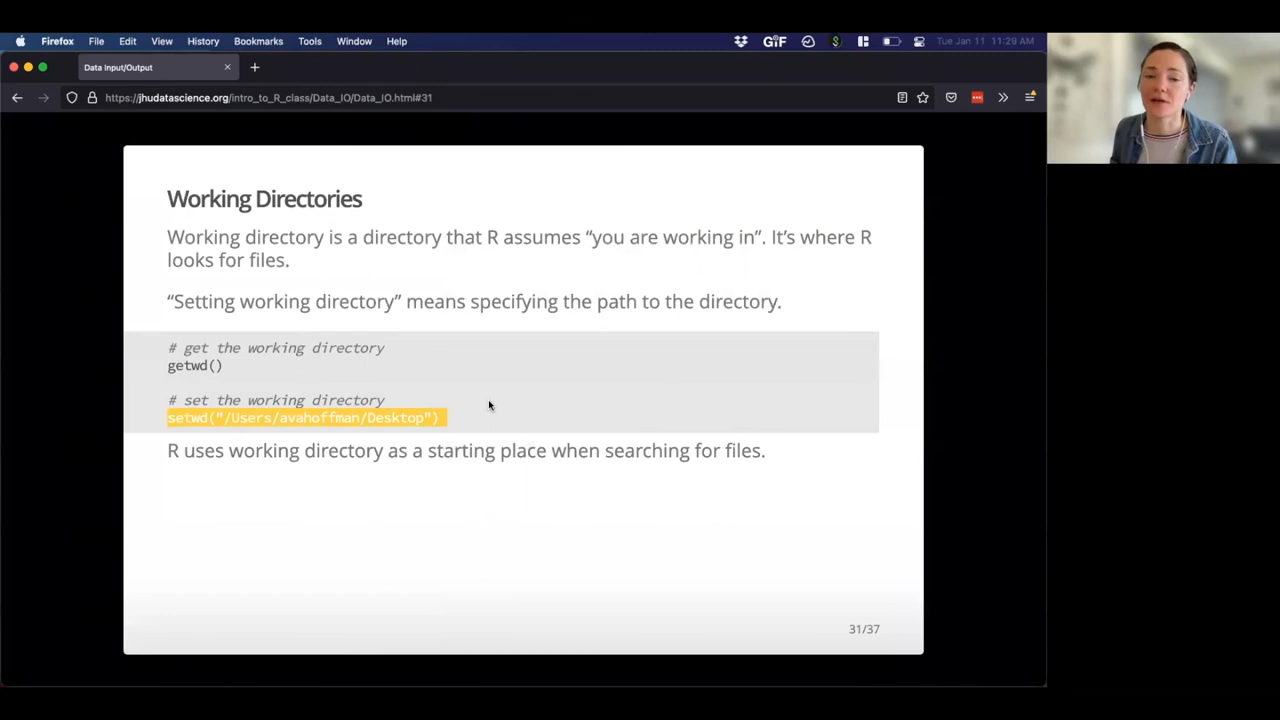 Firefox File Edit View History Bookmarks Tools Window Help GiF S Tue Jan 11 11:29 AM
Data Input/Output
https://jhudatascience.org/intro_to_R_class/Data_IO/Data_IO.html#31
Working Directories
Working directory is a directory that R assumes “you are working in”. It’s where R
looks for files.
“Setting working directory” means specifying the path to the directory.
# get the working directory
getwd()
# set the working directory
setwd("/Users/avahoffman/Desktop")
R uses working directory as a starting place when searching for files.
31/37